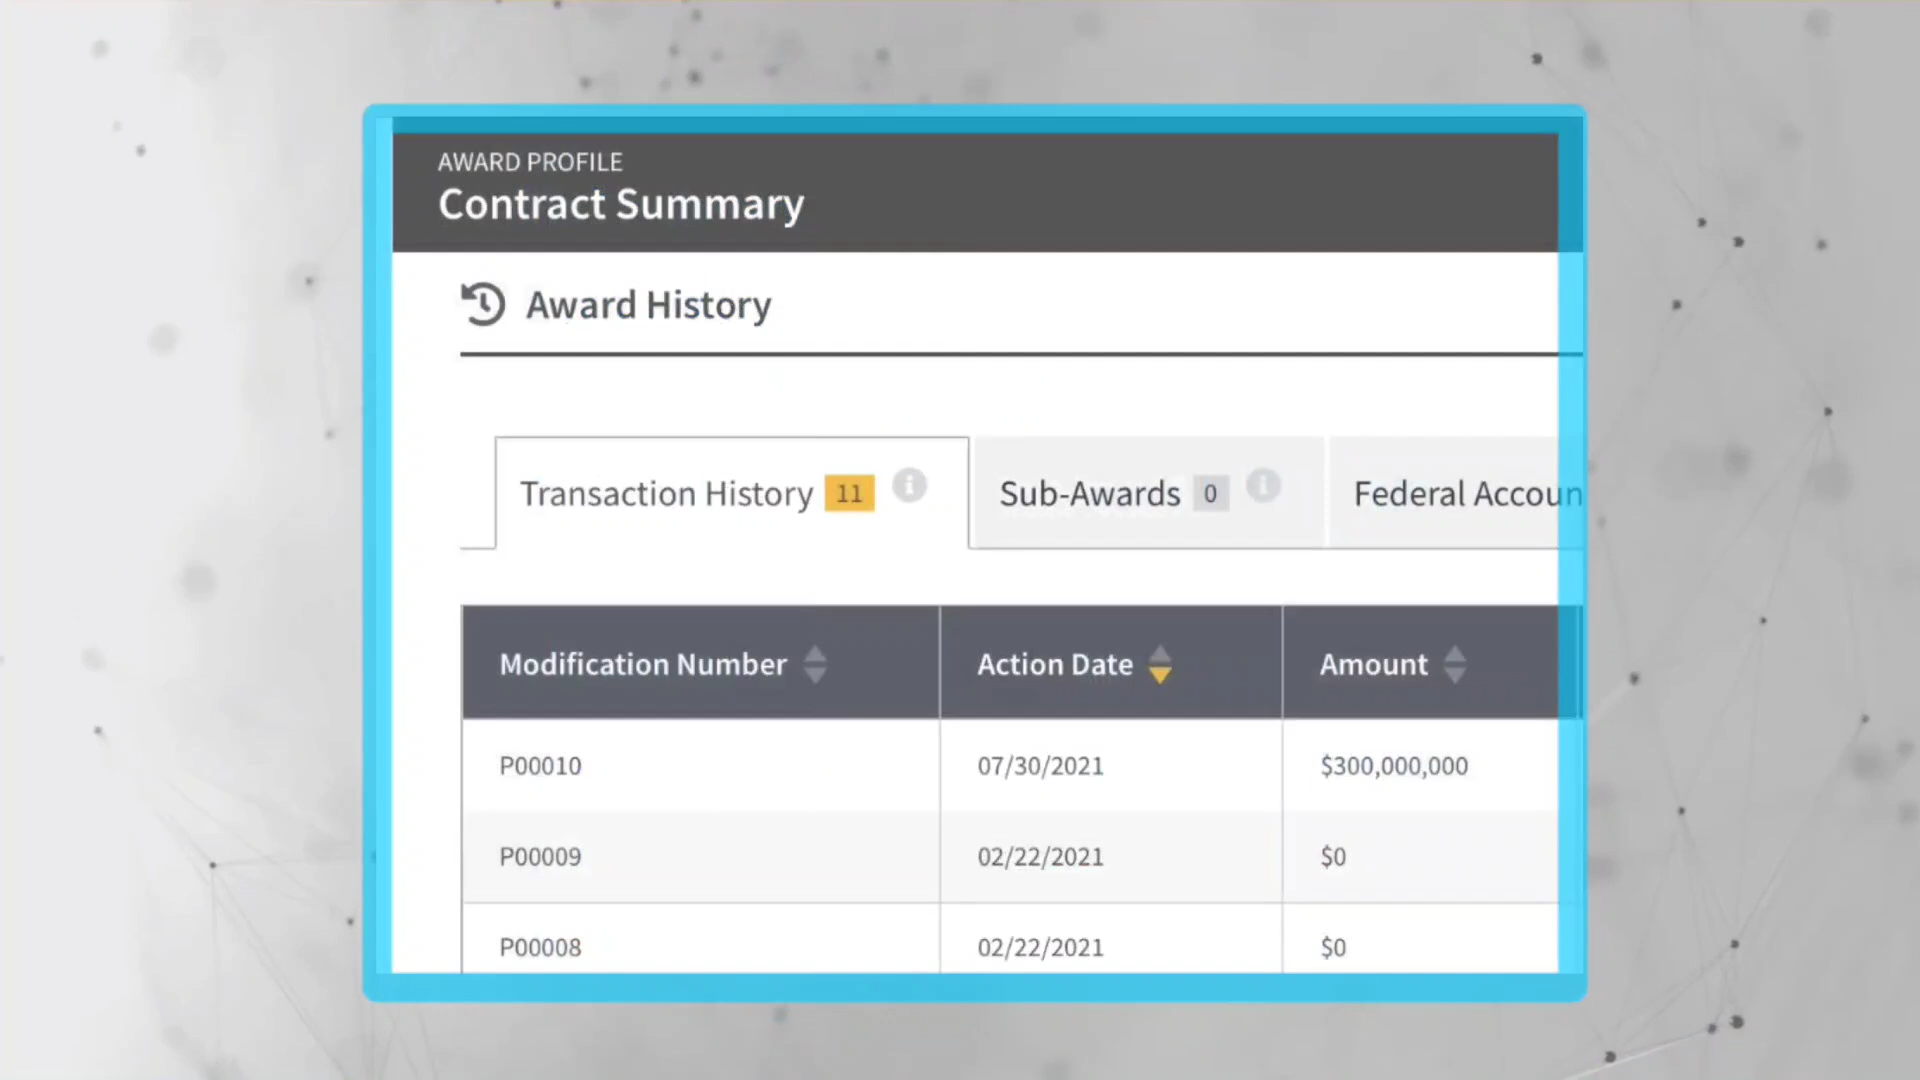 AWARD PROFILE
Contract Summary
Award History
Transaction History 11 Sub-Awards 0 Federal Accoun
Modification Number Action Date Amount
P00010 07/30/2021 $300,000,000
P00009 02/22/2021 $0
P00008 02/22/2021 $0